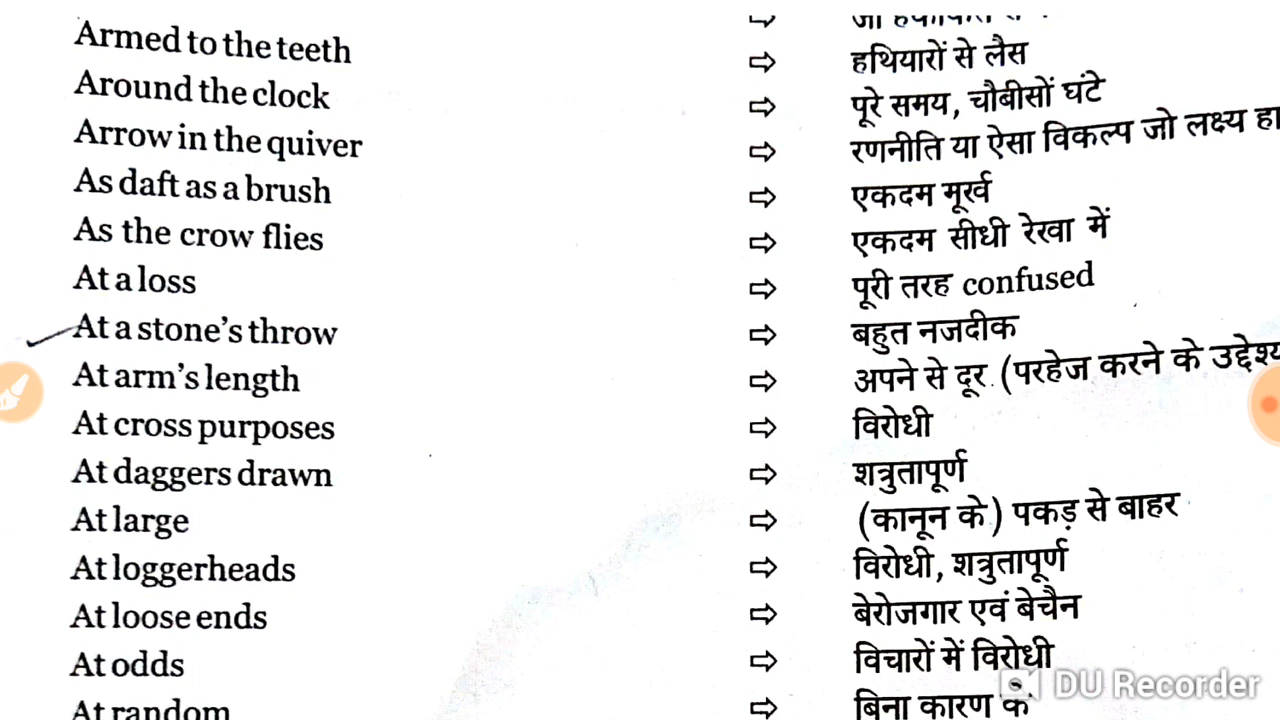 Armed to the teeth ⇨ हथियारों से लैस
Around the clock ⇨ पूरे समय, चौबीसों घंटे
Arrow in the quiver ⇨ रणनीति या ऐसा विकल्प जो लक्ष्य
As daft as a brush ⇨ एकदम मूर्ख
As the crow flies ⇨ एकदम सीधी रेखा में
At a loss ⇨ पूरी तरह confused
At a stone's throw ⇨ बहुत नजदीक
At arm's length ⇨ अपने से दूर (परहेज करने के
At cross purposes ⇨ विरोधी
At daggers drawn ⇨ शत्रुतापूर्ण
At large ⇨ (कानून के) पकड़ से बाहर
At loggerheads ⇨ विरोधी, शत्रुतापूर्ण
At loose ends ⇨ बेरोजगार एवं बेचैन
At odds ⇨ विचारों में विरोधी
At random ⇨ बिना कारण
DU Recorder